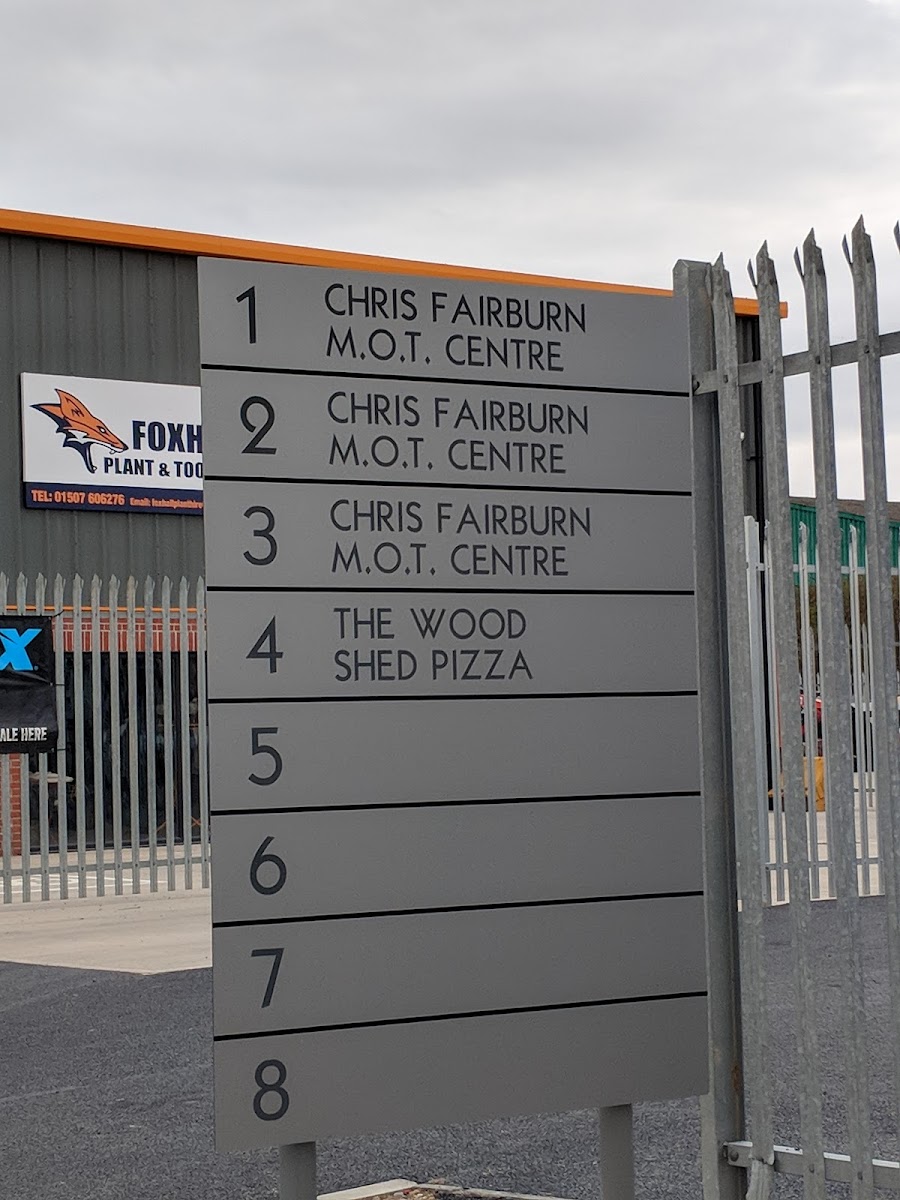 1 CHRIS FAIRBURN
M.O.T. CENTRE
2 CHRIS FAIRBURN
M.O.T. CENTRE
3 CHRIS FAIRBURN
M.O.T. CENTRE
4 THE WOOD
SHED PIZZA
5
6
7
8
FOXH
PLANT & TOO
TEL: 01507 606276 Email:
X
ALE HERE